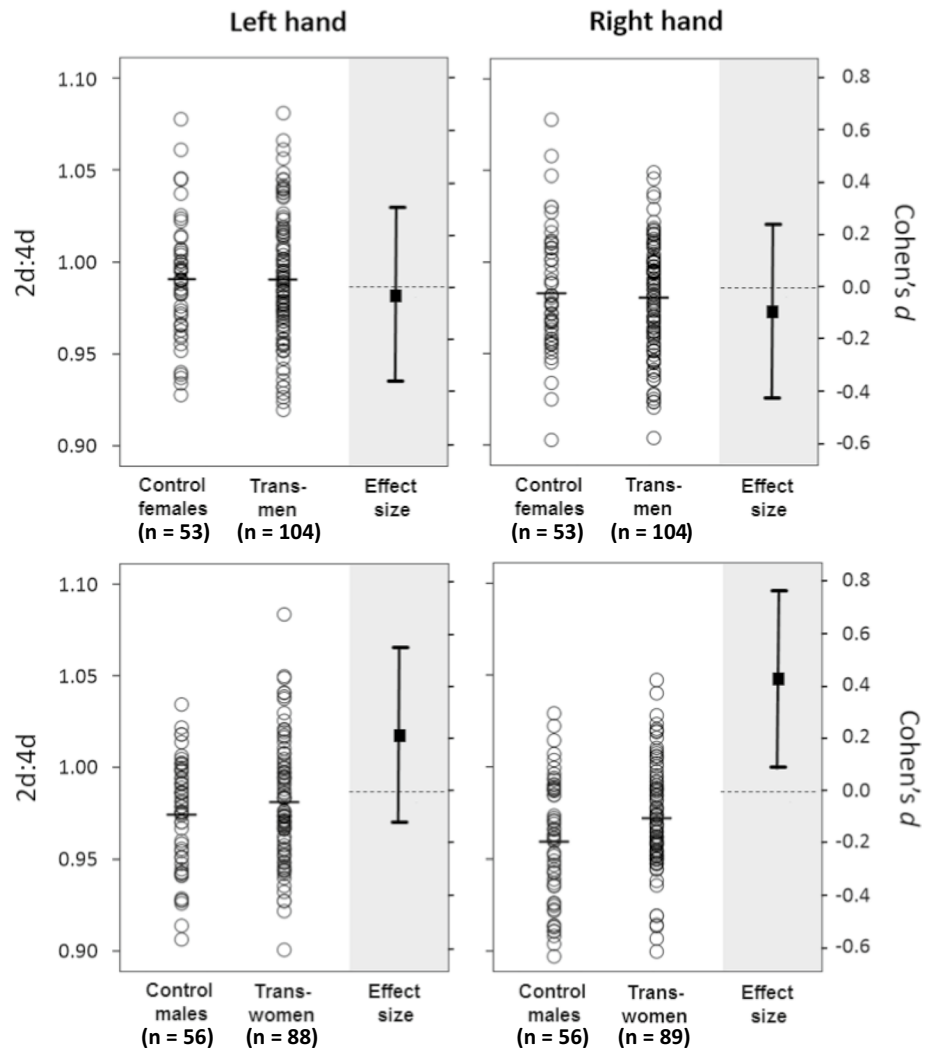 Left hand
Right hand
2d:4d
1.10
1.05
1.00
0.95
0.90
0.8
0.6
0.4
0.2
0.0
-0.2
-0.4
-0.6
Cohen's d
Control
females
(n = 53)
Trans-
men
(n = 104)
Effect
size
Control
females
(n = 53)
Trans-
men
(n = 104)
Effect
size
2d:4d
1.10
1.05
1.00
0.95
0.90
0.8
0.6
0.4
0.2
0.0
-0.2
-0.4
-0.6
Cohen's d
Control
males
(n = 56)
Trans-
women
(n = 88)
Effect
size
Control
males
(n = 56)
Trans-
women
(n = 89)
Effect
size